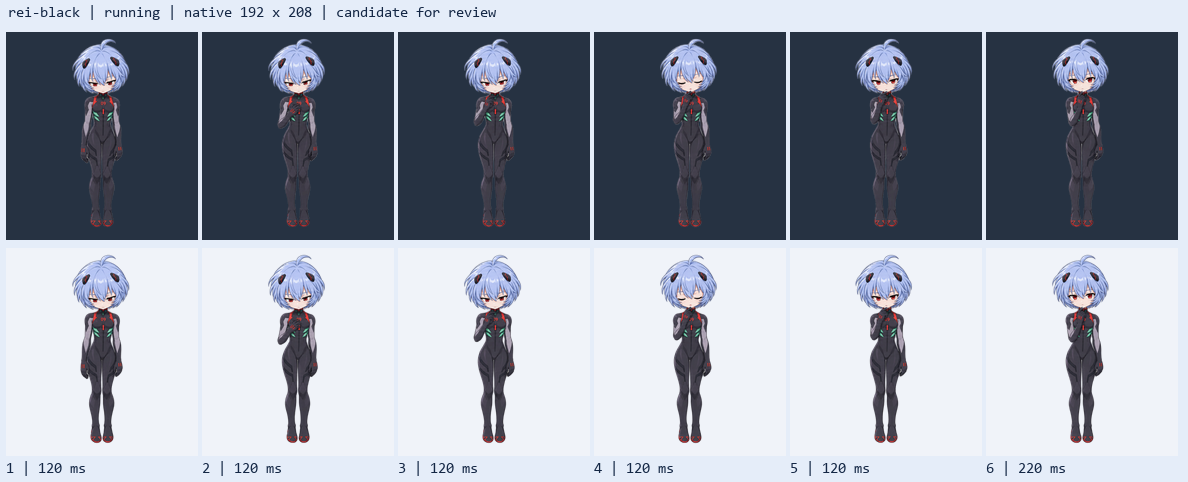 rei-black | running | native 192 x 208 | candidate for review
1 | 120 ms
2 | 120 ms
3 | 120 ms
4 | 120 ms
5 | 120 ms
6 | 220 ms